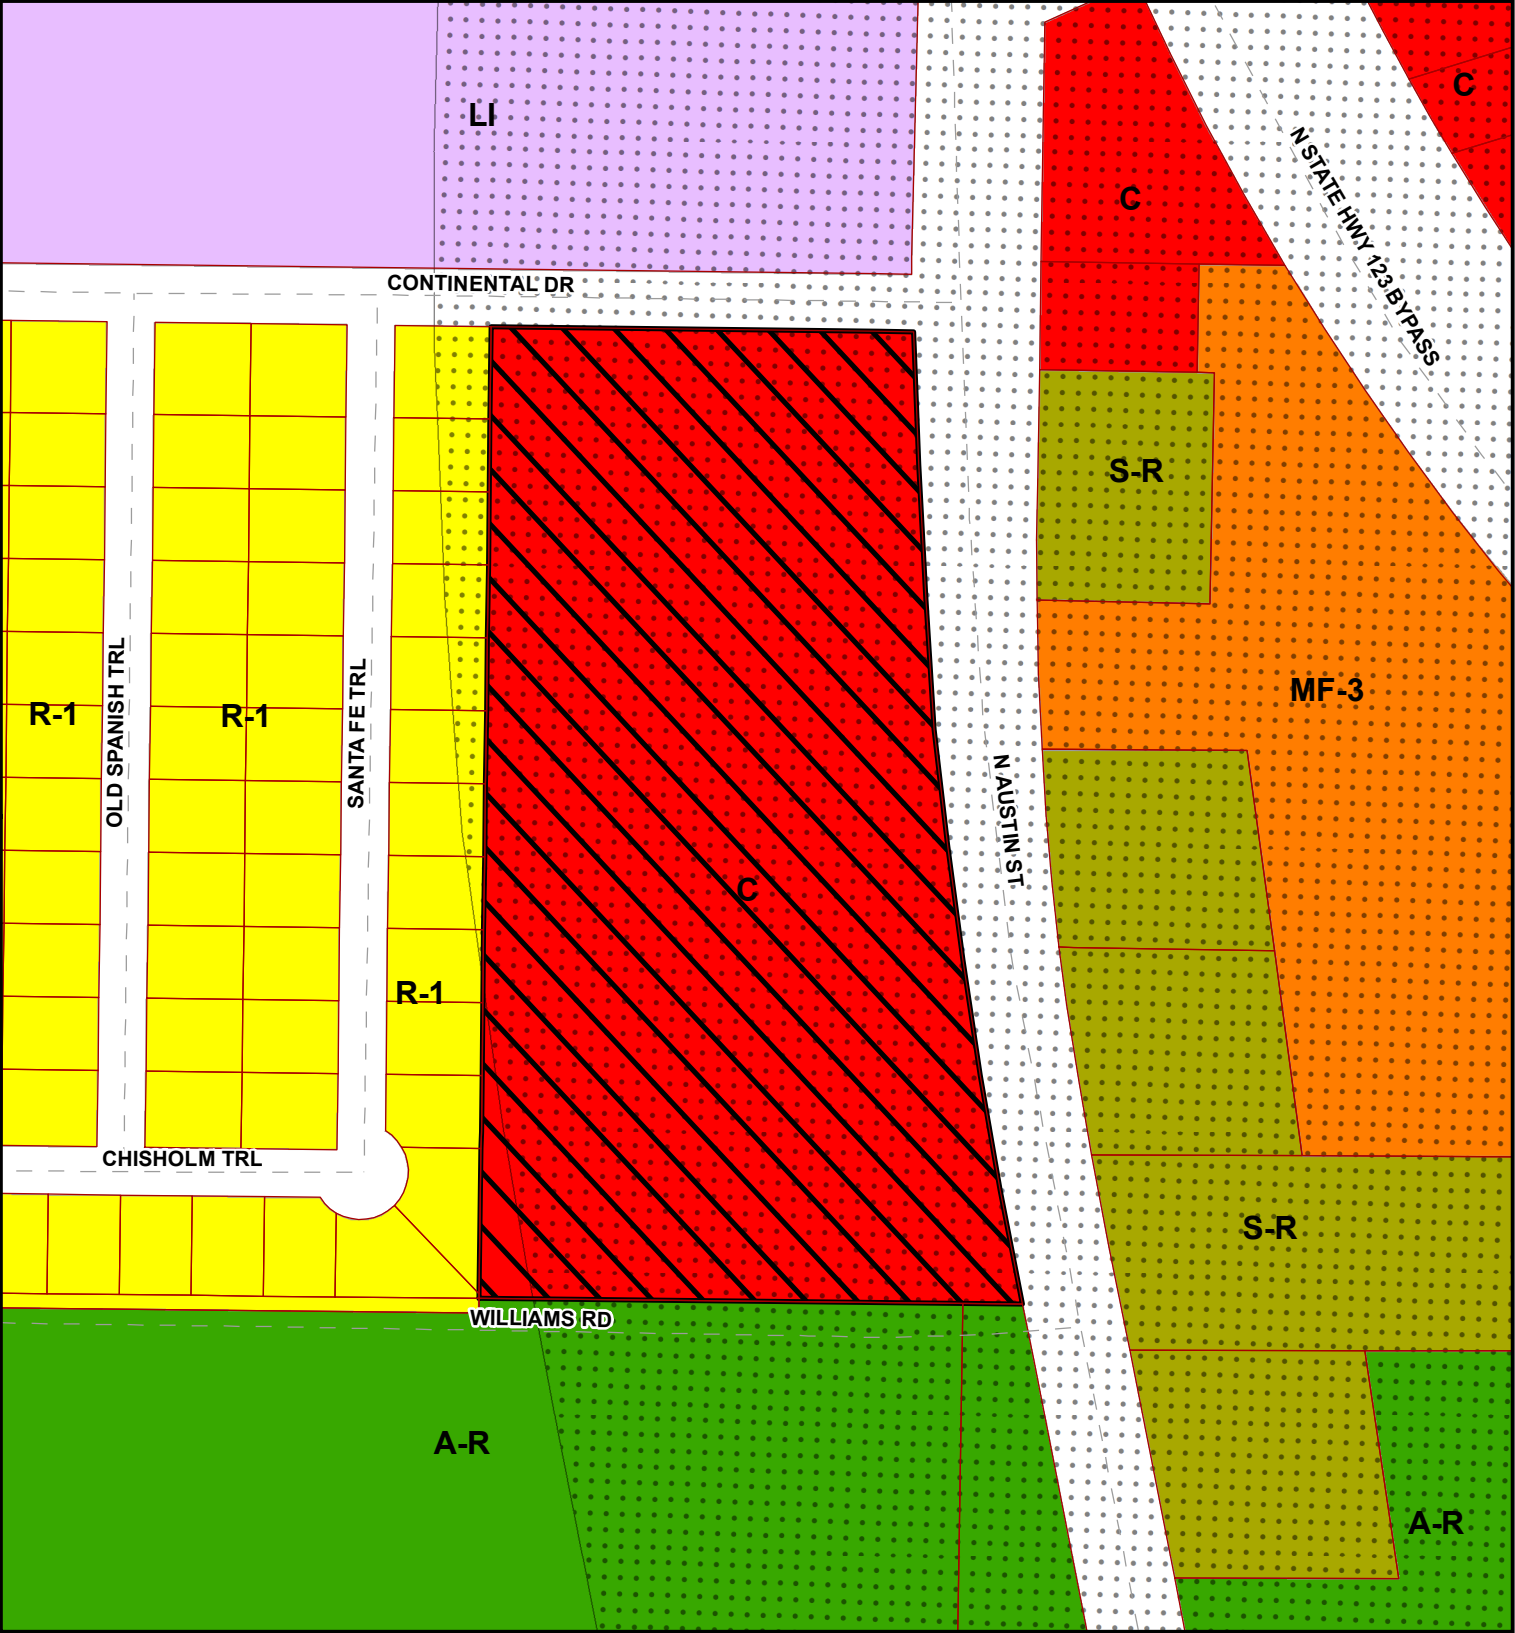 C
LI
C
N STATE HWY 123 BYPASS
CONTINENTAL DR
S-R
MF-3
R-1
R-1
OLD SPANISH TRL
SANTA FE TRL
N AUSTIN ST
C
R-1
CHISHOLM TRL
S-R
WILLIAMS RD
A-R
A-R